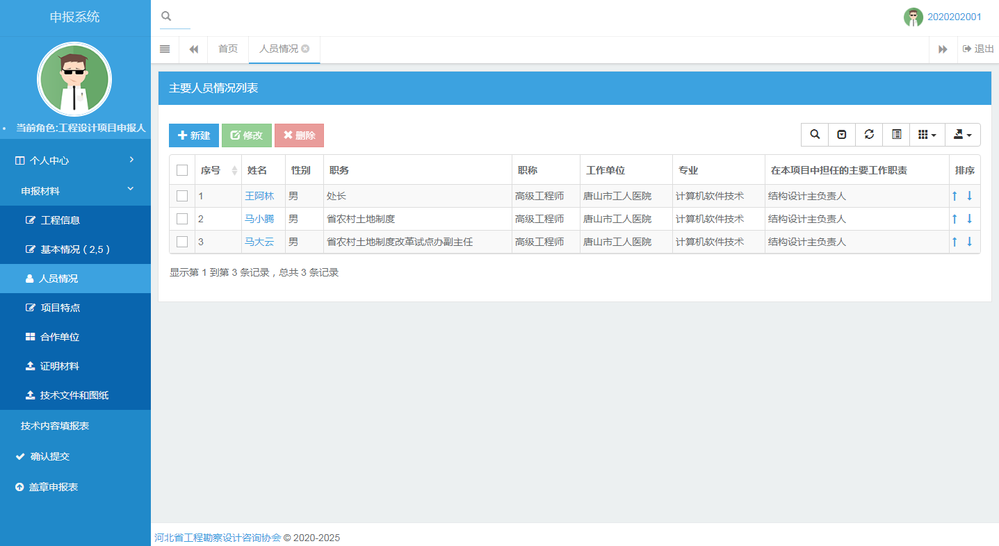 申报系统
2020202001
首页
人员情况
退出
当前角色:工程设计项目申报人
个人中心
申报材料
工程信息
基本情况（2,5）
人员情况
项目特点
合作单位
证明材料
技术文件和图纸
技术内容填报表
确认提交
盖章申报表
主要人员情况列表
新建 修改 删除
序号 姓名 性别 职务 职称 工作单位 专业 在本项目中担任的主要工作职责 排序
1 王阿林 男 处长 高级工程师 唐山市工人医院 计算机软件技术 结构设计主负责人
2 马小腾 男 省农村土地制度 高级工程师 唐山市工人医院 计算机软件技术 结构设计主负责人
3 马大云 男 省农村土地制度改革试点办副主任 高级工程师 唐山市工人医院 计算机软件技术 结构设计主负责人
显示第 1 到第 3 条记录，总共 3 条记录
河北省工程勘察设计咨询协会 © 2020-2025